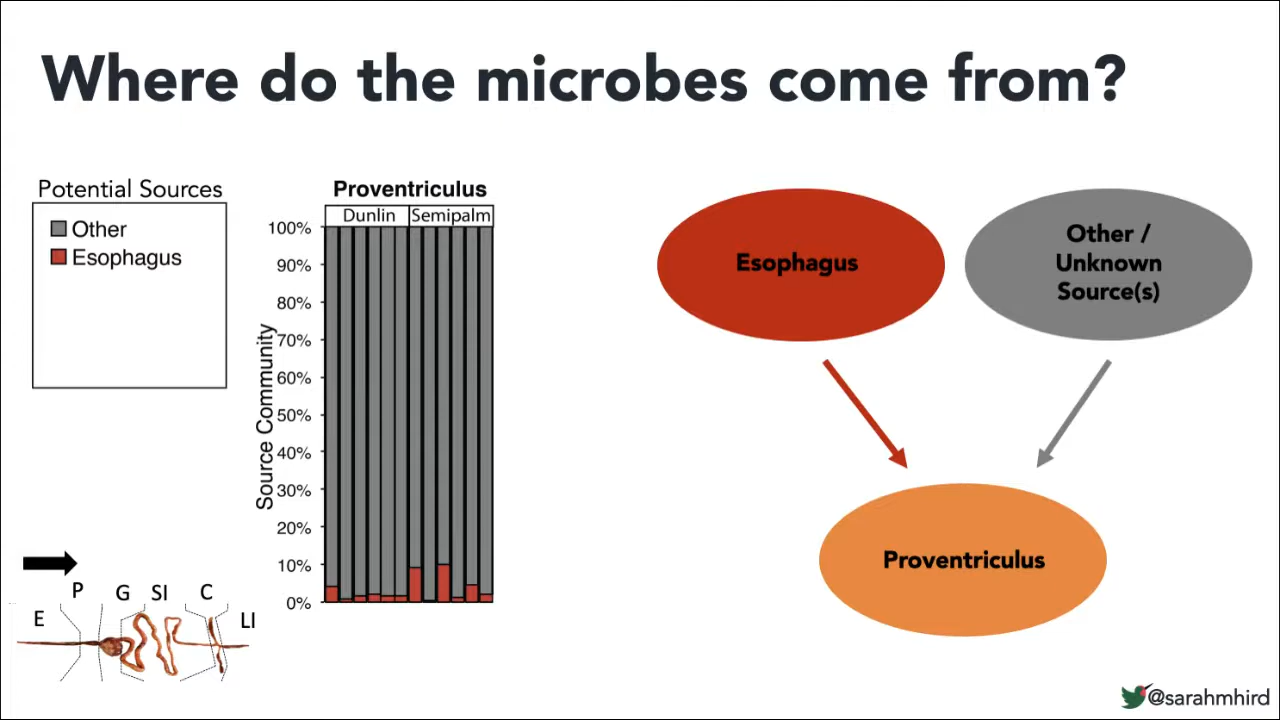 Where do the microbes come from?
Potential Sources
Other
Esophagus
Proventriculus
Dunlin Semipalm
100%
90%
80%
70%
60%
50%
40%
30%
20%
10%
0%
Source Community
Esophagus
Other /
Unknown
Source(s)
Proventriculus
E P G SI C LI
@sarahmhird